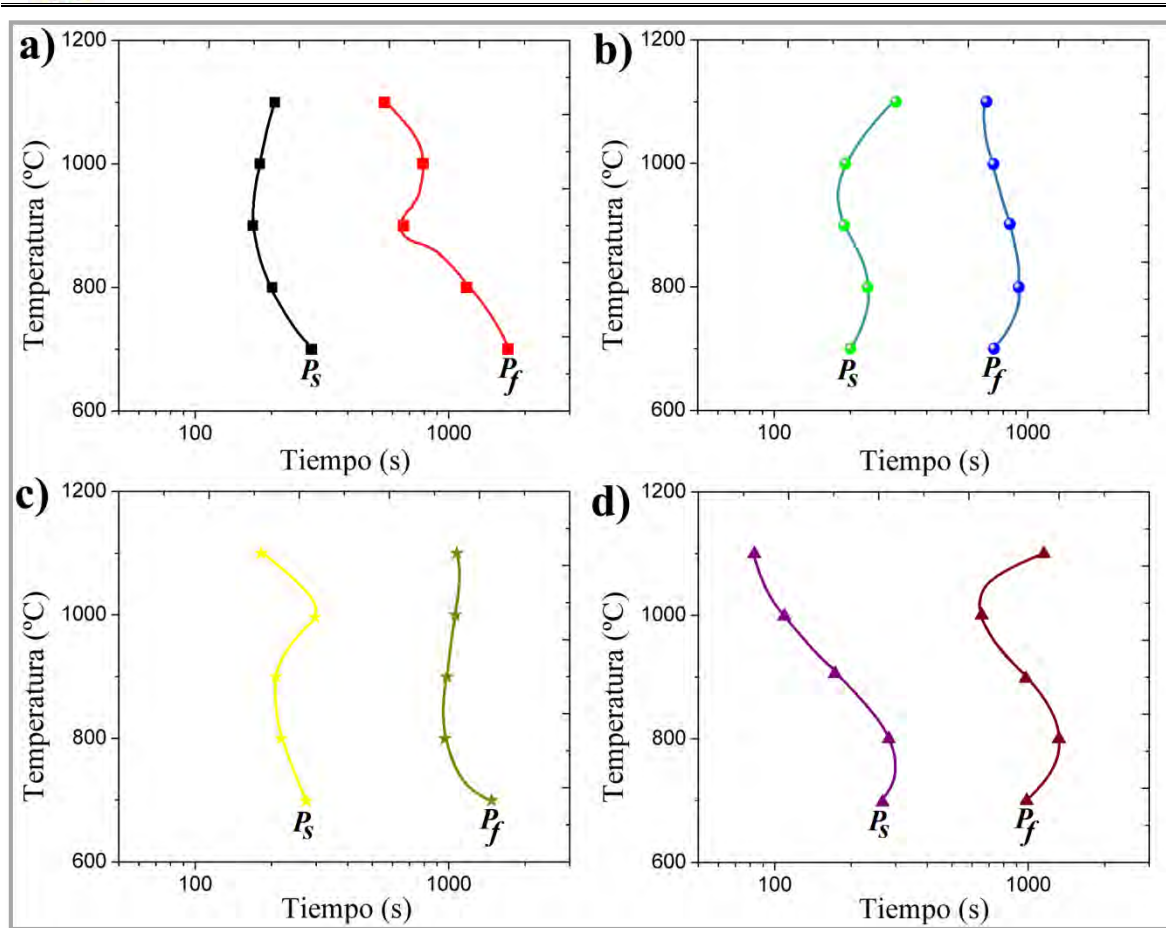 a)
1200
1000
800
600
Temperatura (ºC)
Ps
Pf
100
1000
Tiempo (s)
b)
1200
1000
800
600
Temperatura (ºC)
Ps
Pf
100
1000
Tiempo (s)
c)
1200
1000
800
600
Temperatura (ºC)
Ps
Pf
100
1000
Tiempo (s)
d)
1200
1000
800
600
Temperatura (ºC)
Ps
Pf
100
1000
Tiempo (s)